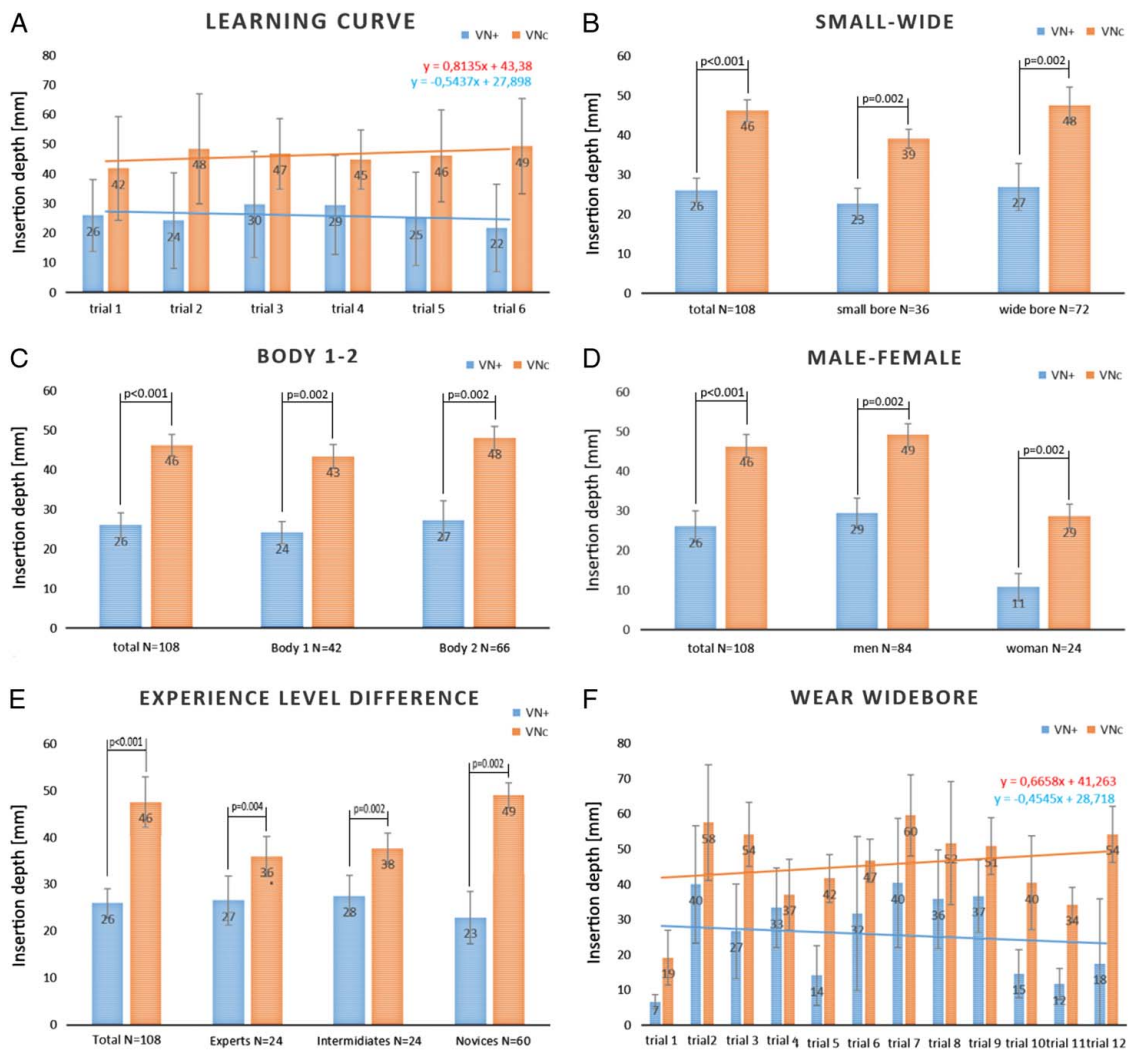 A
LEARNING CURVE
VN+ VNc
y = 0,8135x + 43,38
y = -0,5437x + 27,898
Insertion depth [mm]
80
70
60
50
40
30
20
10
0
26 42 24 48 30 47 29 45 25 46 22 49
trial 1 trial 2 trial 3 trial 4 trial 5 trial 6
B
SMALL-WIDE
VN+ VNc
Insertion depth [mm]
60
50
40
30
20
10
0
p<0.001 p=0.002 p=0.002
26 46 23 39 27 48
total N=108 small bore N=36 wide bore N=72
C
BODY 1-2
VN+ VNc
Insertion depth [mm]
60
50
40
30
20
10
0
p<0.001 p=0.002 p=0.002
26 46 24 43 27 48
total N=108 Body 1 N=42 Body 2 N=66
D
MALE-FEMALE
VN+ VNc
Insertion depth [mm]
60
50
40
30
20
10
0
p<0.001 p=0.002 p=0.002
26 46 29 49 11 29
total N=108 men N=84 woman N=24
E
EXPERIENCE LEVEL DIFFERENCE
VN+
VNc
Insertion depth [mm]
60
50
40
30
20
10
0
p<0.001 p=0.004 p=0.002 p=0.002
26 46 27 36 28 38 23 49
Total N=108 Experts N=24 Intermidiates N=24 Novices N=60
F
WEAR WIDEBORE
VN+ VNc
y = 0,6658x + 41,263
y = -0,4545x + 28,718
Insertion depth [mm]
80
70
60
50
40
30
20
10
0
7 19 40 58 27 54 33 37 14 42 32 47 40 60 36 52 37 51 15 40 12 34 18 54
trial 1 trial2 trial 3 trial 4 trial 5 trial 6 trial 7 trial 8 trial 9 trial 10 trial 11 trial 12